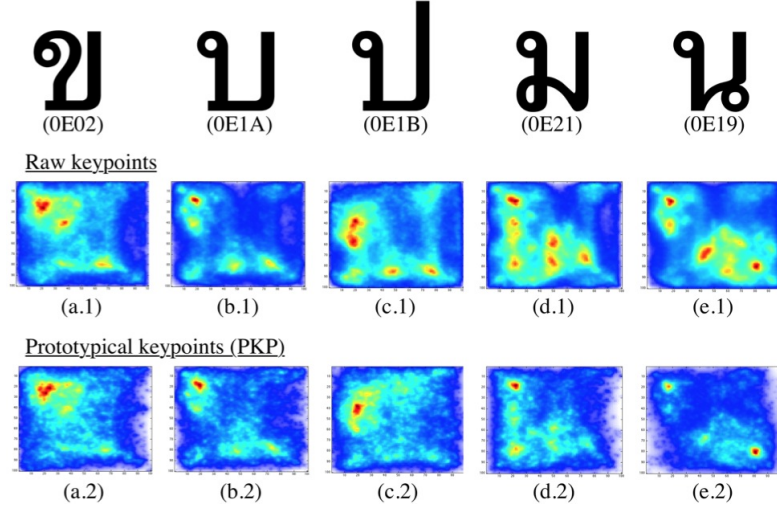 ข บ ป ม น
(0E02) (0E1A) (0E1B) (0E21) (0E19)
Raw keypoints
(a.1) (b.1) (c.1) (d.1) (e.1)
Prototypical keypoints (PKP)
(a.2) (b.2) (c.2) (d.2) (e.2)